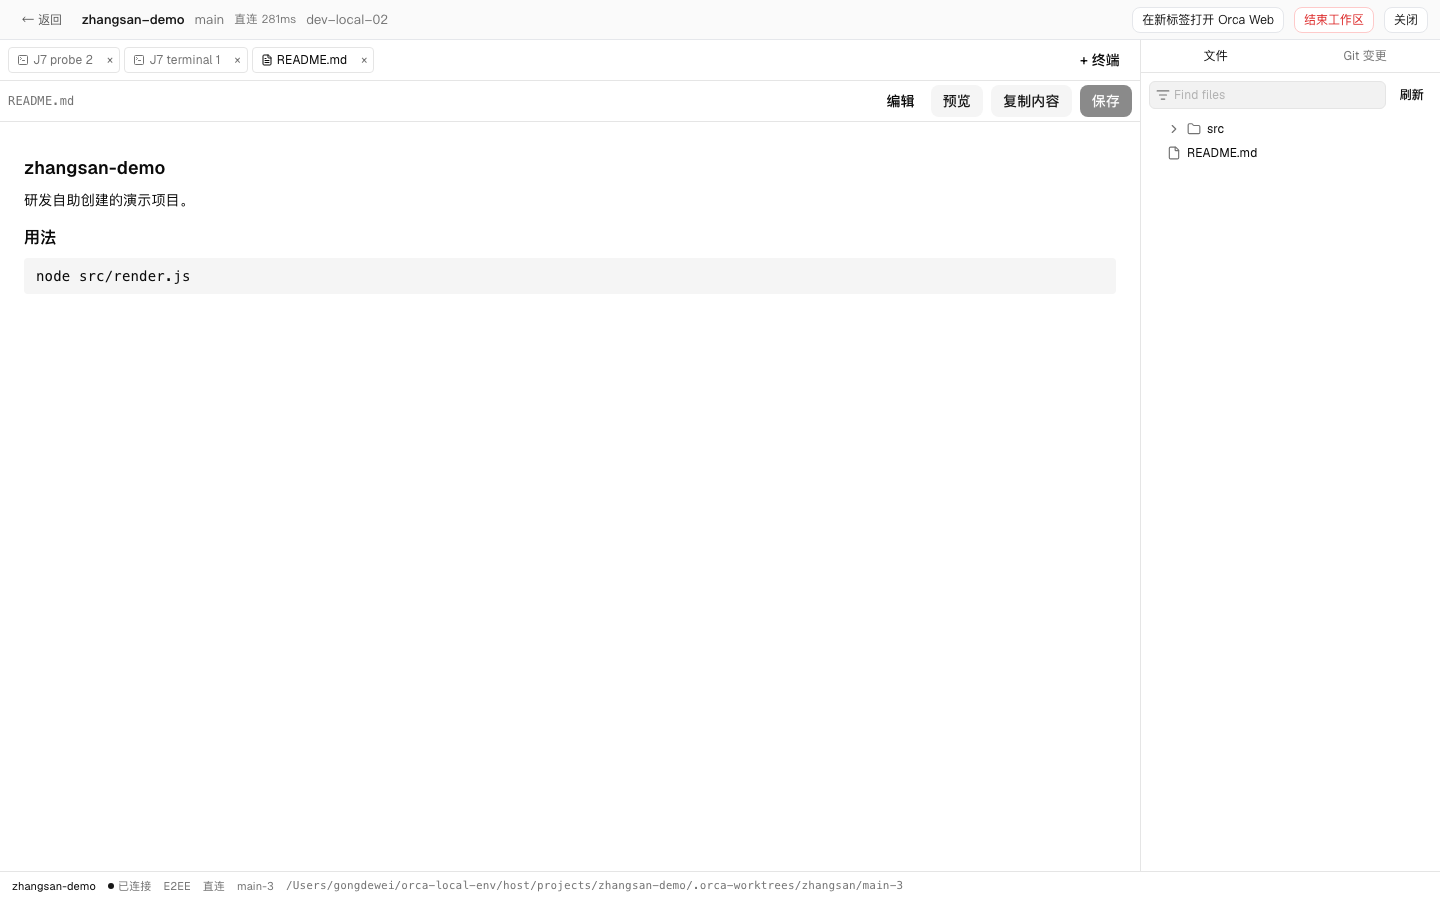 ← 返回 zhangsan-demo main 直连 281ms dev-local-02 在新标签打开 Orca Web 结束工作区 关闭
J7 probe 2 × J7 terminal 1 × README.md × + 终端
文件 Git 变更
README.md 编辑 预览 复制内容 保存
Find files 刷新
src
README.md
zhangsan-demo
研发自助创建的演示项目。
用法
node src/render.js
zhangsan-demo 已连接 E2EE 直连 main-3 /Users/gongdewei/orca-local-env/host/projects/zhangsan-demo/.orca-worktrees/zhangsan/main-3